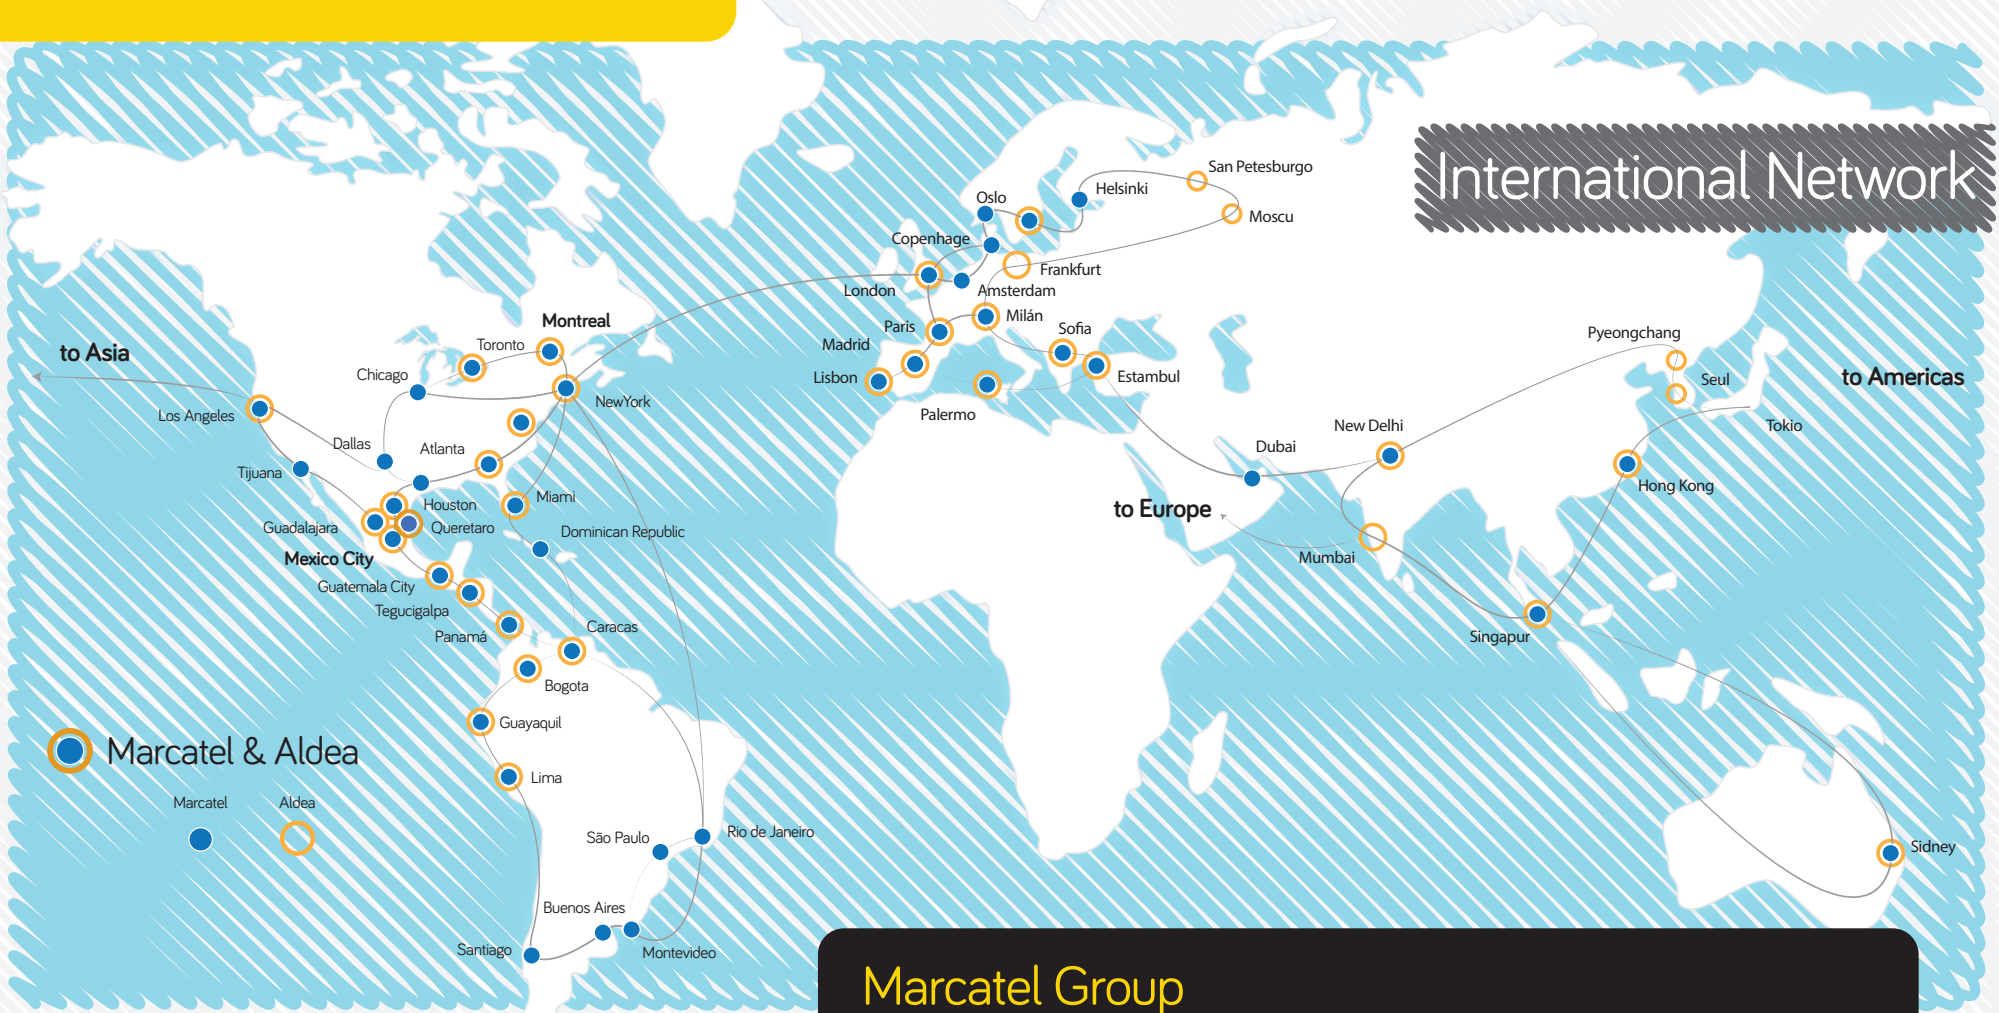 International Network
San Petesburgo
Helsinki
Oslo
Moscu
Copenhage
Frankfurt
London
Amsterdam
Milán
Paris
Sofia
Madrid
Lisbon
Estambul
Palermo
Montreal
Toronto
to Asia
Chicago
NewYork
Los Angeles
Dallas
Atlanta
Tijuana
Miami
Houston
Guadalajara
Queretaro
Dominican Republic
Mexico City
Guatemala City
Tegucigalpa
Panamá
Caracas
Bogota
Guayaquil
Lima
São Paulo
Rio de Janeiro
Buenos Aires
Santiago
Montevideo
Pyeongchang
Seul
to Americas
Tokio
New Delhi
Dubai
Hong Kong
to Europe
Mumbai
Singapur
Sidney
Marcatel & Aldea
Marcatel
Aldea
Marcatel Group